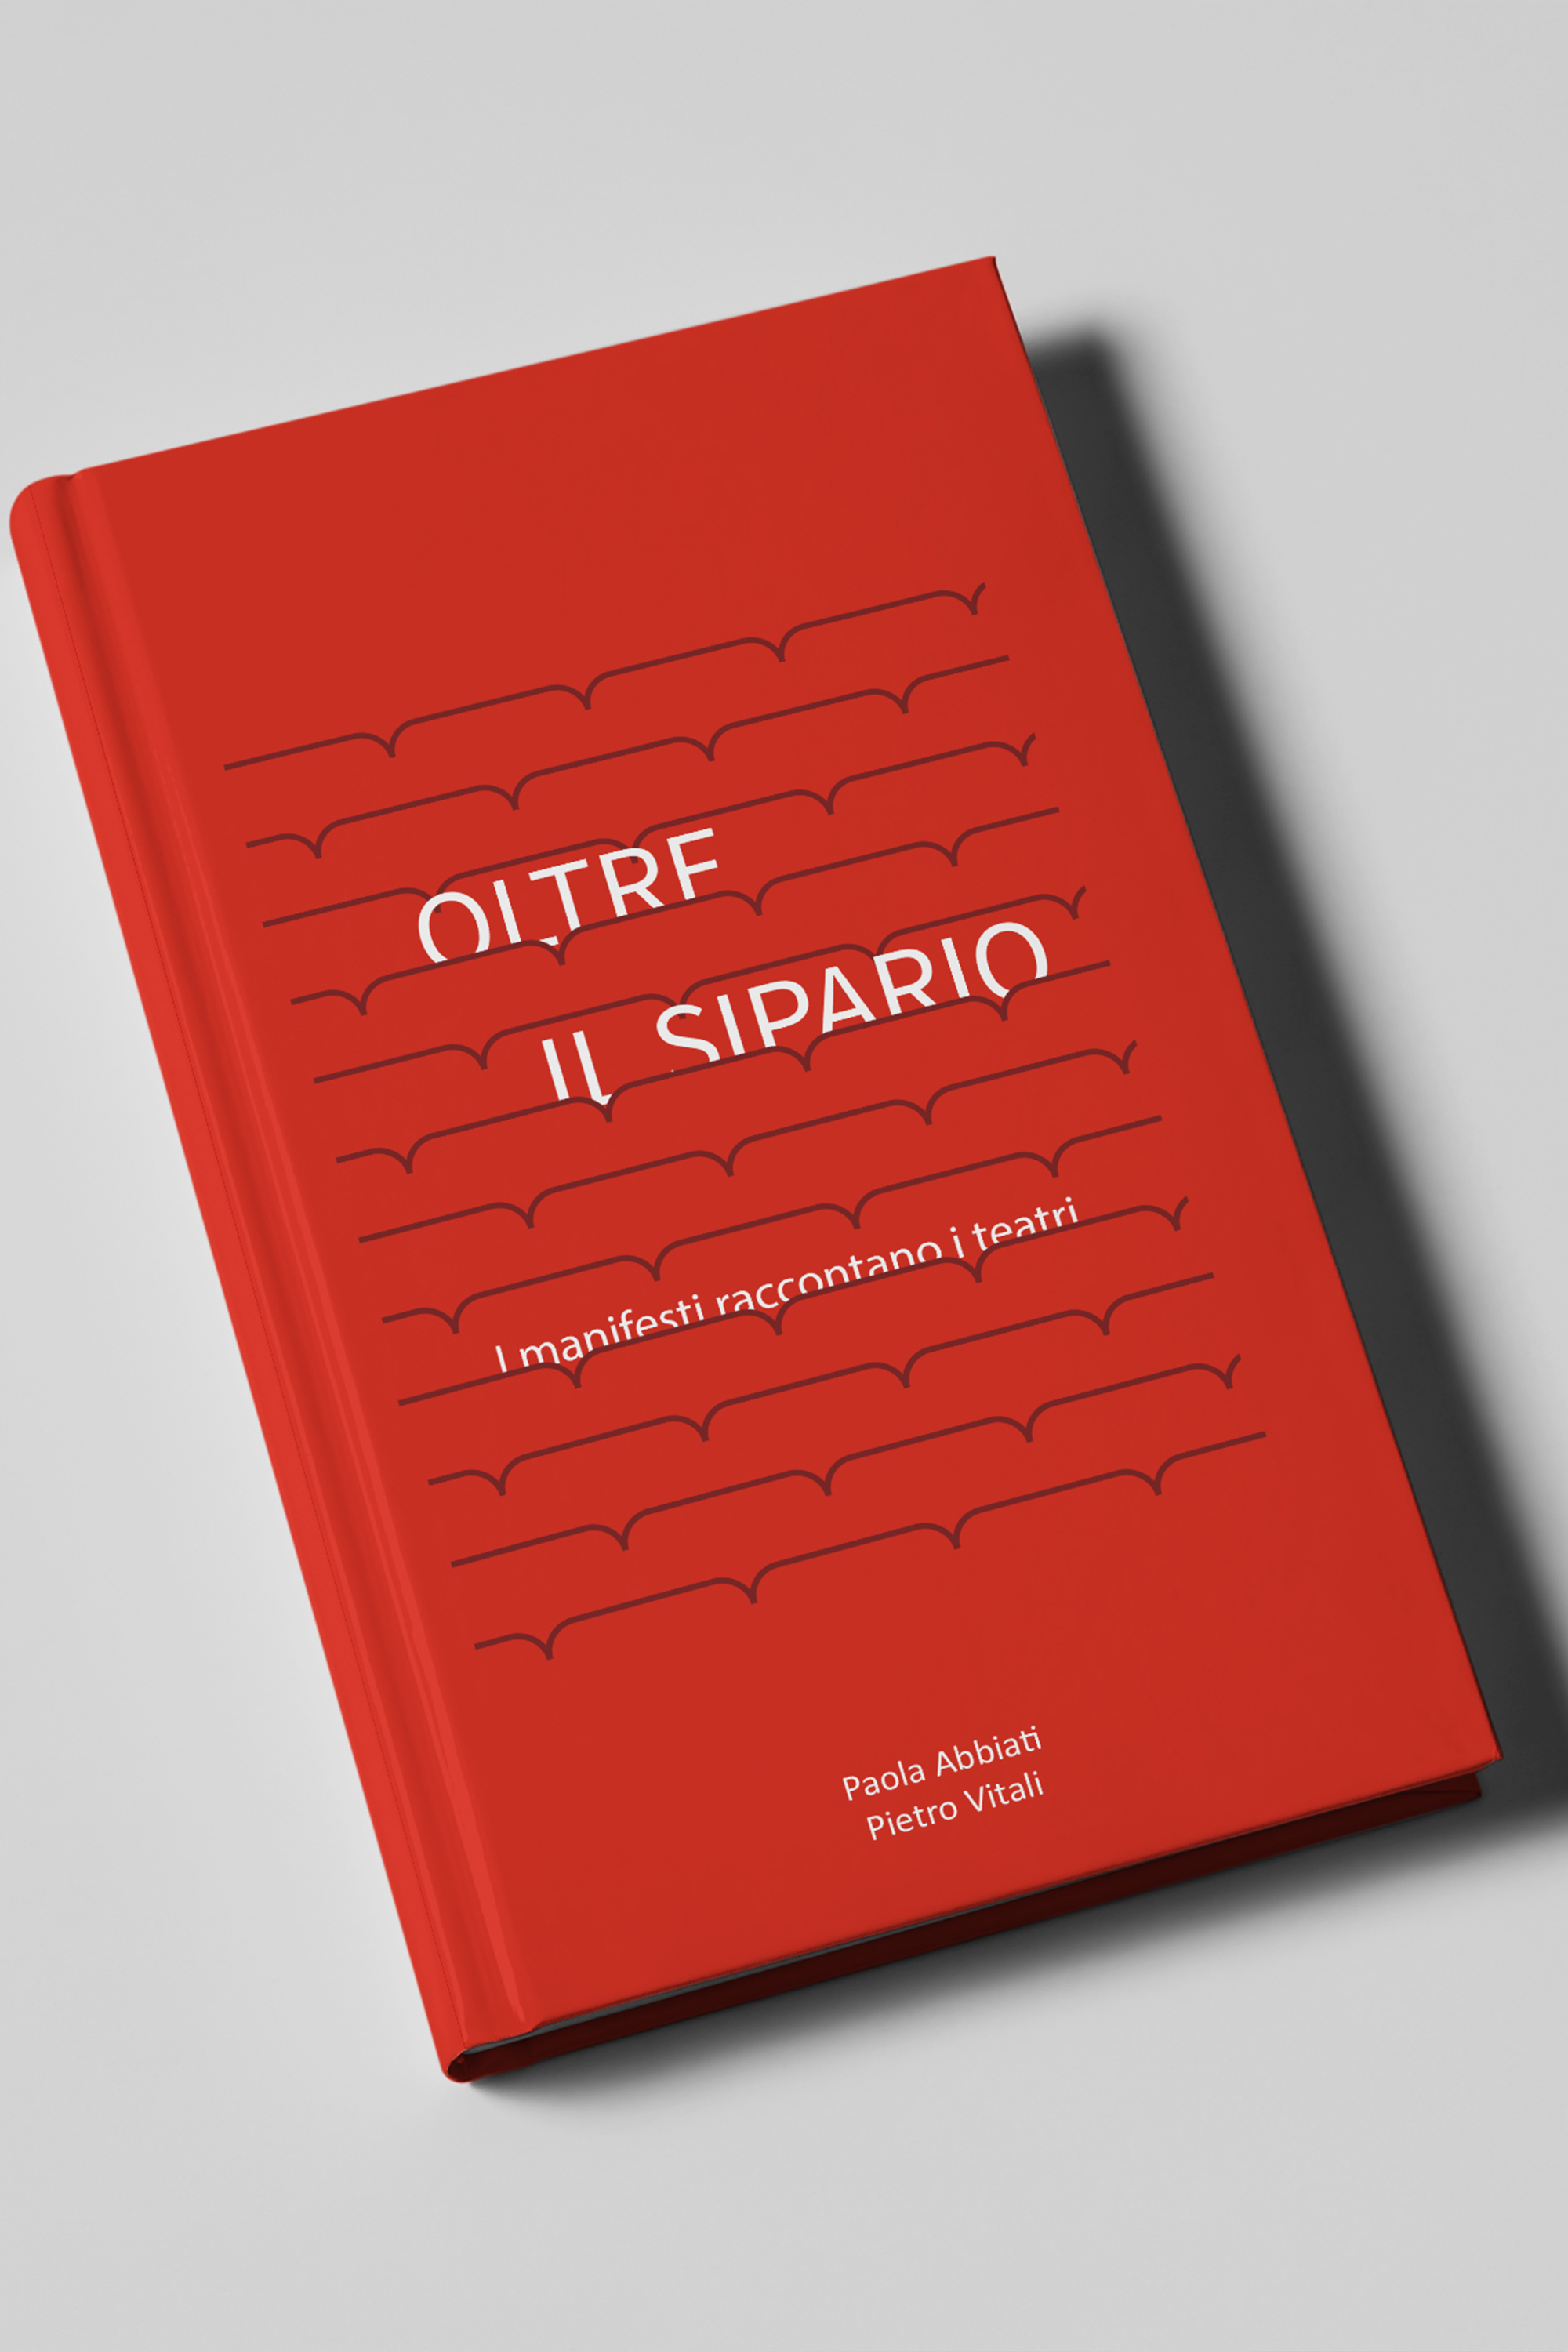 OLTRE
IL SIPARIO
I manifesti raccontano i teatri
Paola Abbiati
Pietro Vitali